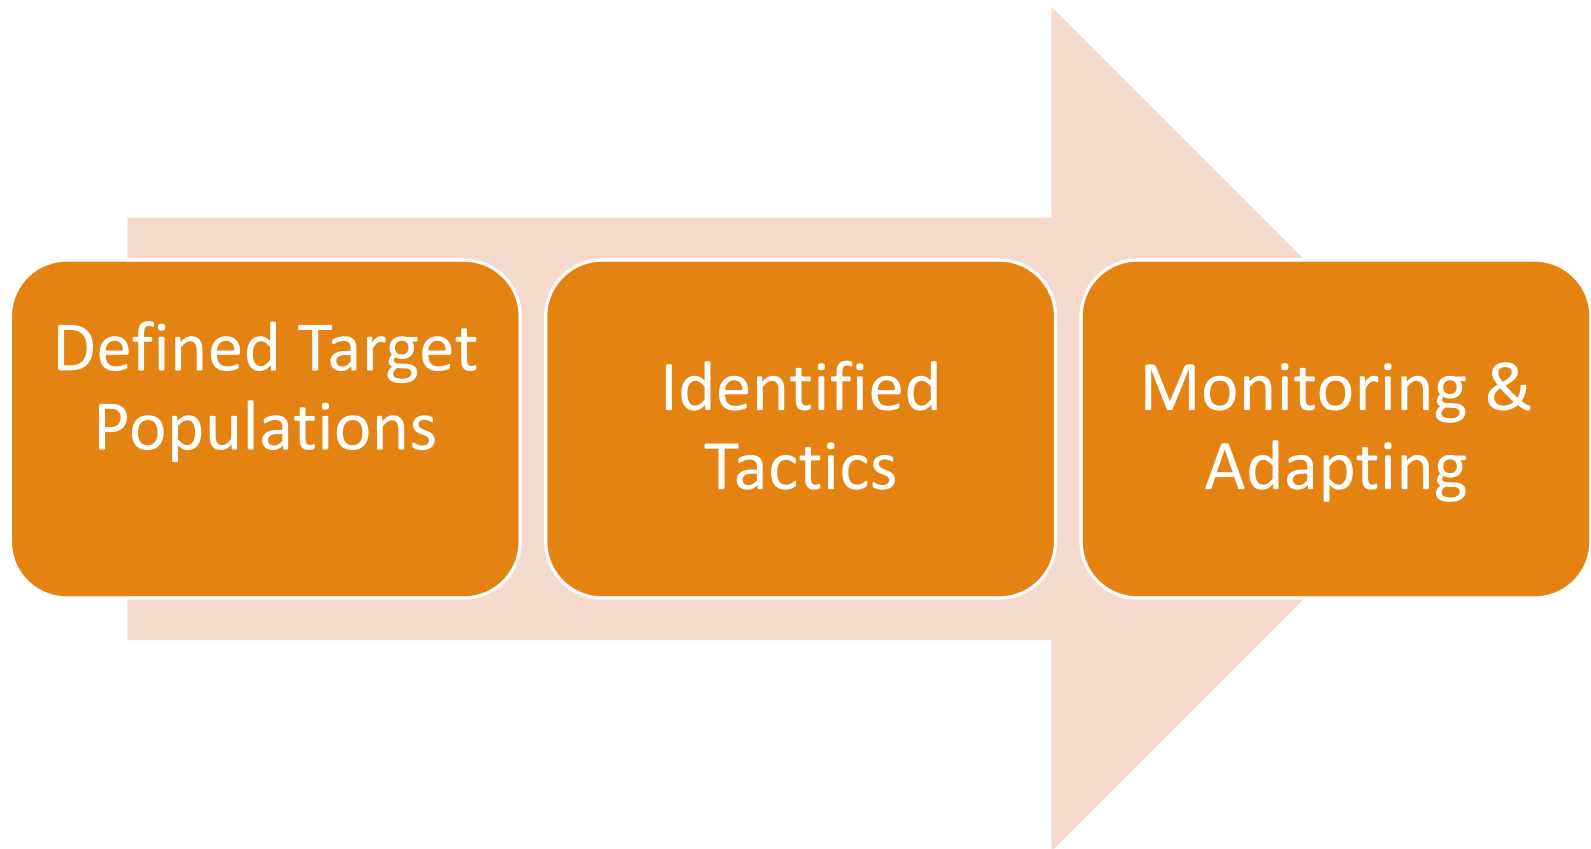 Defined Target
Populations
Identified
Tactics
Monitoring &
Adapting